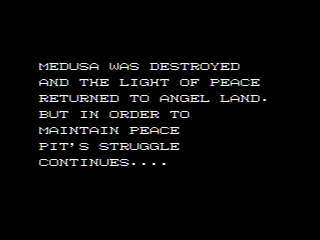 MEDUSA WAS DESTROYED
AND THE LIGHT OF PEACE
RETURNED TO ANGEL LAND.
BUT IN ORDER TO
MAINTAIN PEACE
PIT'S STRUGGLE
CONTINUES....